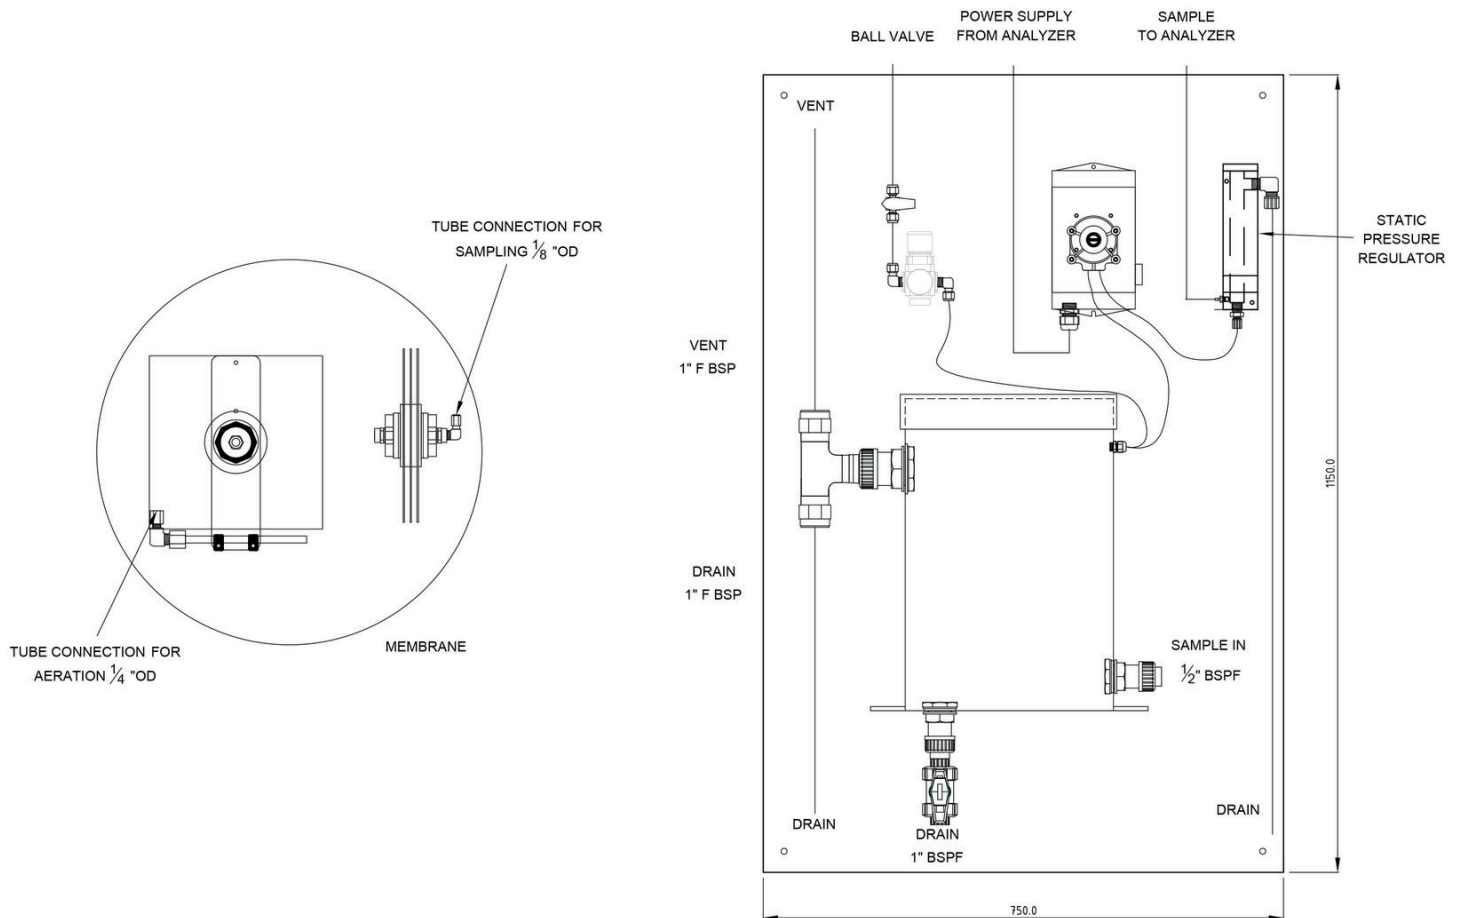 TUBE CONNECTION FOR
SAMPLING 1/8 "OD
TUBE CONNECTION FOR
AERATION 1/4 "OD
MEMBRANE
BALL VALVE
POWER SUPPLY
FROM ANALYZER
SAMPLE
TO ANALYZER
VENT
STATIC
PRESSURE
REGULATOR
VENT
1" F BSP
DRAIN
1" F BSP
SAMPLE IN
1/2" BSPF
DRAIN
DRAIN
1" BSPF
DRAIN
1150.0
750.0